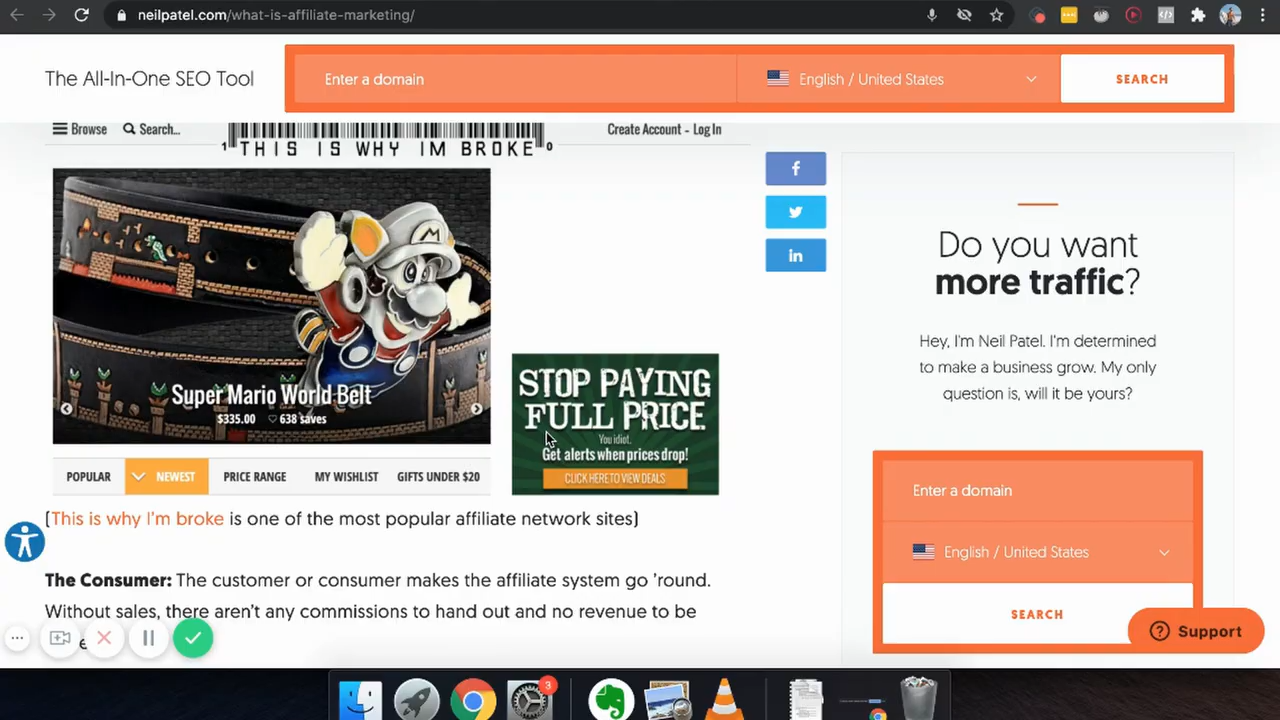 neilpatel.com/what-is-affiliate-marketing/
The All-In-One SEO Tool
Enter a domain
English / United States
SEARCH
Browse
Search...
1 THIS IS WHY IM BROKE 0
Create Account - Log In
M
Super Mario World Belt
$335.00 638 saves
STOP PAYING
FULL PRICE.
You idiot.
Get alerts when prices drop!
CLICK HERE TO VIEW DEALS
POPULAR
NEWEST
PRICE RANGE
MY WISHLIST
GIFTS UNDER $20
(This is why I'm broke is one of the most popular affiliate network sites)
The Consumer: The customer or consumer makes the affiliate system go 'round.
Without sales, there aren't any commissions to hand out and no revenue to be
f
in
Do you want
more traffic?
Hey, I'm Neil Patel. I'm determined
to make a business grow. My only
question is, will it be yours?
Enter a domain
English / United States
SEARCH
Support
3